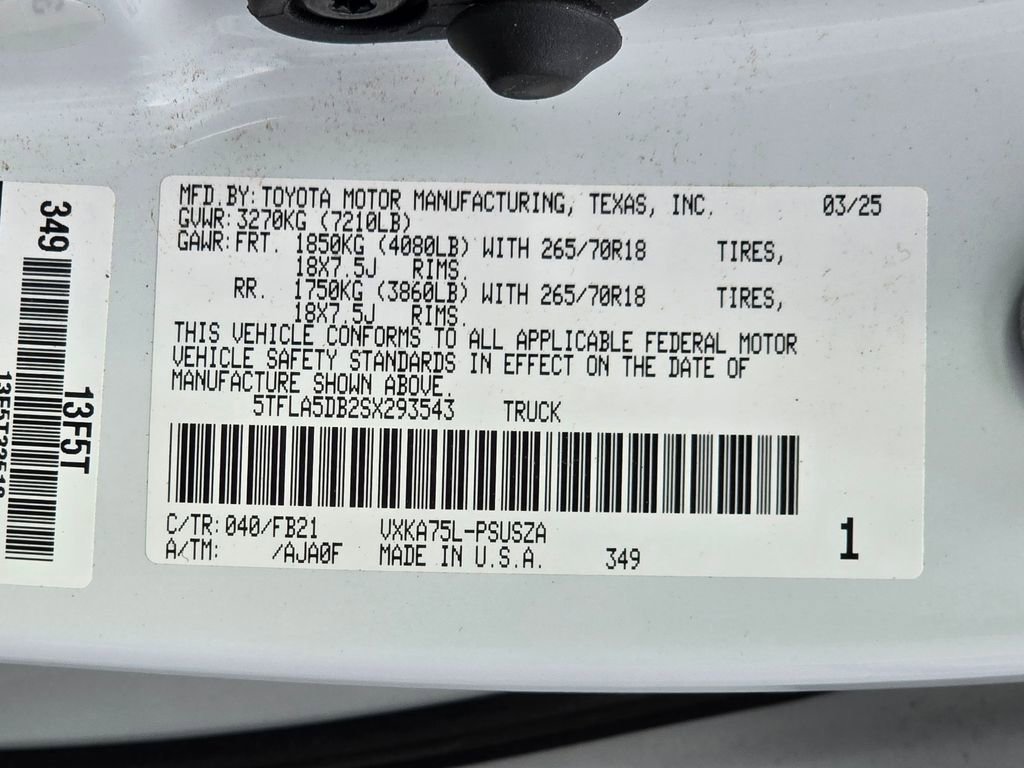 MFD. BY: TOYOTA MOTOR MANUFACTURING, TEXAS, INC. 03/25
GVWR: 3270KG (7210LB)
GAWR: FRT. 1850KG (4080LB) WITH 265/70R18 TIRES,
18X7.5J RIMS.
RR. 1750KG (3860LB) WITH 265/70R18 TIRES,
18X7.5J RIMS.
THIS VEHICLE CONFORMS TO ALL APPLICABLE FEDERAL MOTOR
VEHICLE SAFETY STANDARDS IN EFFECT ON THE DATE OF
MANUFACTURE SHOWN ABOVE.
5TFLA5DB2SX293543 TRUCK
C/TR: 040/FB21 VXKA75L-PSUSZA
A/TM: /AJA0F MADE IN U.S.A. 349 1
349
13F5T